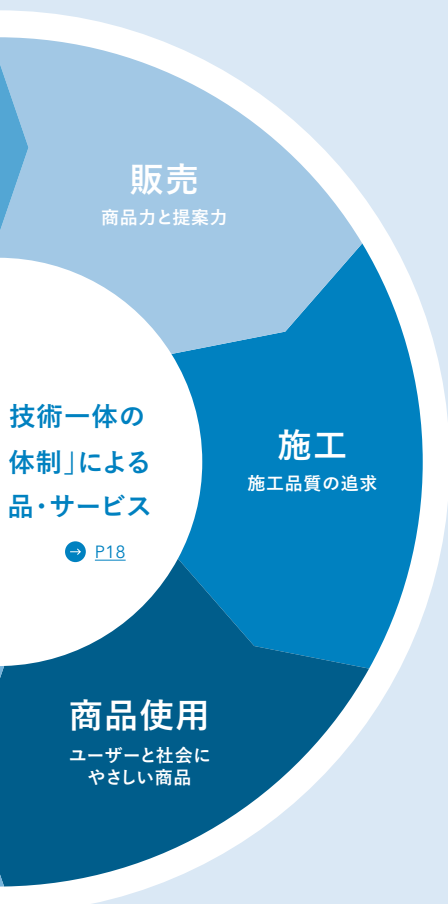 販売
商品力と提案力
技術一体の
体制」による
品・サービス
→ P18
施工
施工品質の追求
商品使用
ユーザーと社会に
やさしい商品